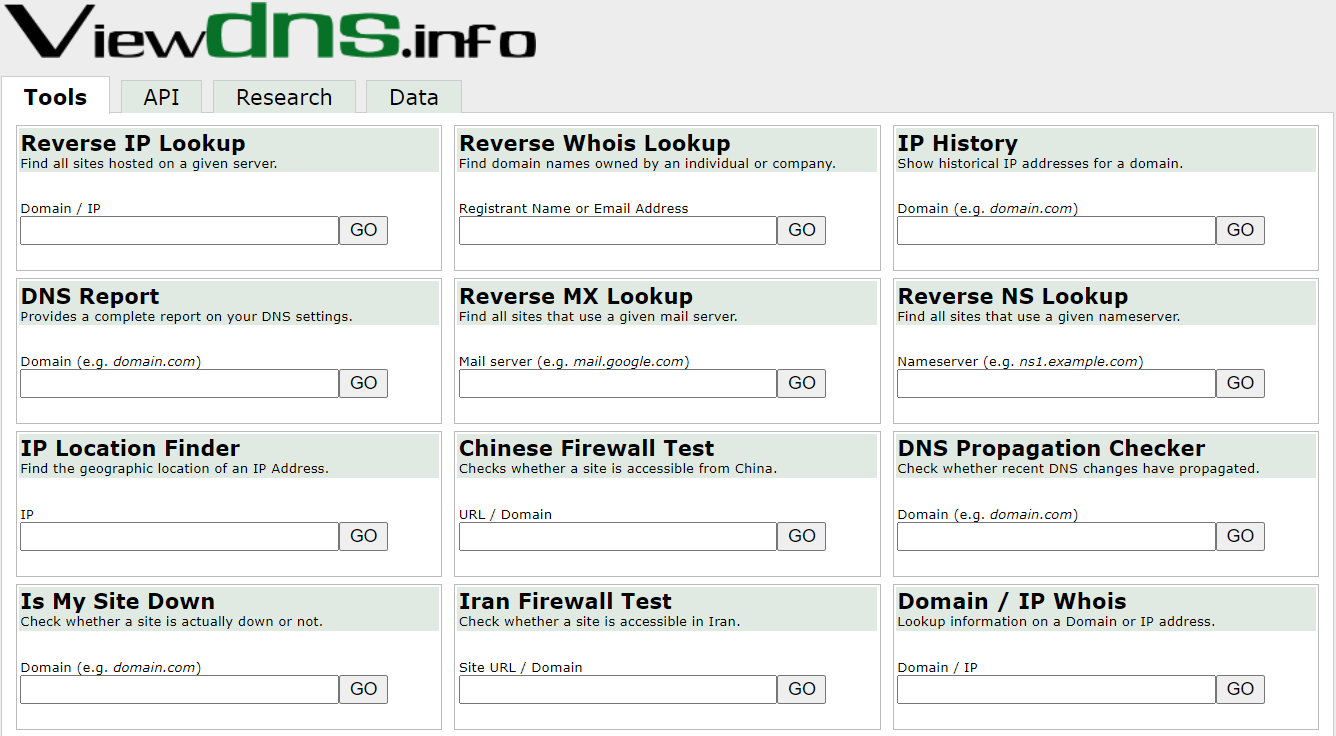 Viewdns.info
Tools
API
Research
Data
Reverse IP Lookup
Find all sites hosted on a given server.
Domain / IP
GO
Reverse Whois Lookup
Find domain names owned by an individual or company.
Registrant Name or Email Address
GO
IP History
Show historical IP addresses for a domain.
Domain (e.g. domain.com)
GO
DNS Report
Provides a complete report on your DNS settings.
Domain (e.g. domain.com)
GO
Reverse MX Lookup
Find all sites that use a given mail server.
Mail server (e.g. mail.google.com)
GO
Reverse NS Lookup
Find all sites that use a given nameserver.
Nameserver (e.g. ns1.example.com)
GO
IP Location Finder
Find the geographic location of an IP Address.
IP
GO
Chinese Firewall Test
Checks whether a site is accessible from China.
URL / Domain
GO
DNS Propagation Checker
Check whether recent DNS changes have propagated.
Domain (e.g. domain.com)
GO
Is My Site Down
Check whether a site is actually down or not.
Domain (e.g. domain.com)
GO
Iran Firewall Test
Check whether a site is accessible in Iran.
Site URL / Domain
GO
Domain / IP Whois
Lookup information on a Domain or IP address.
Domain / IP
GO